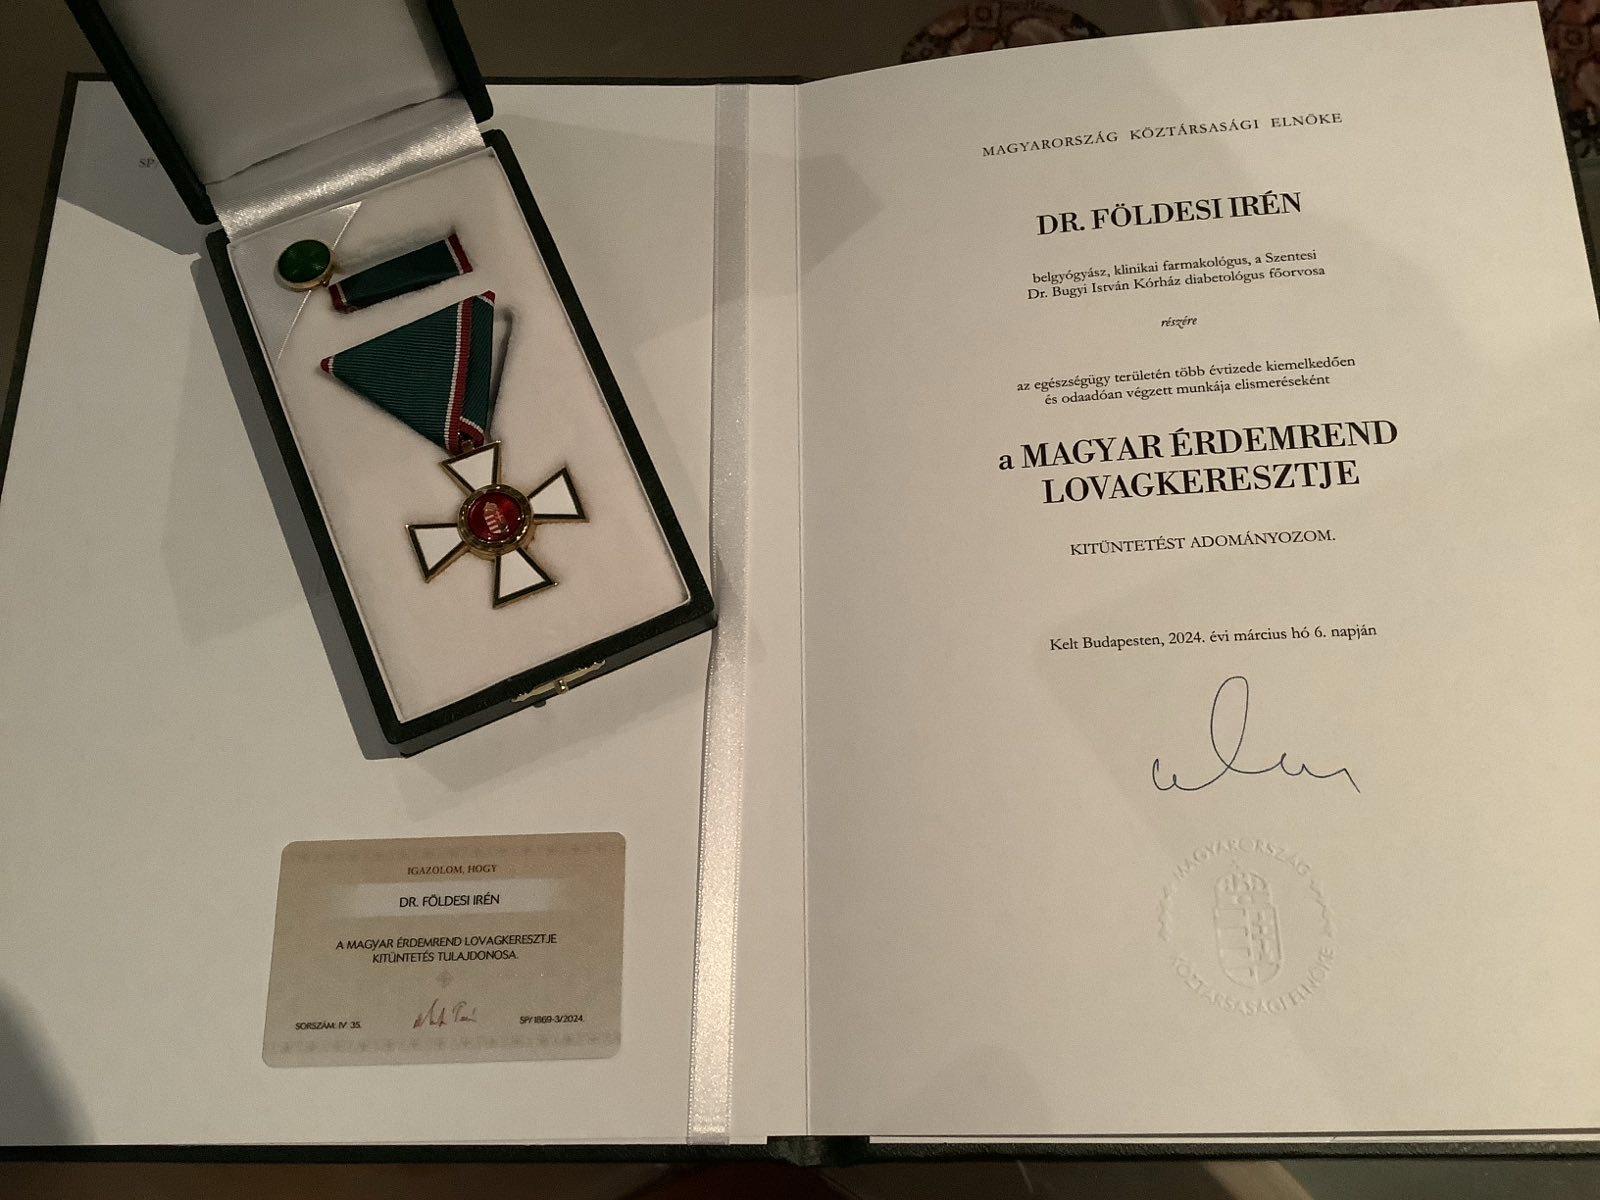 SP
MAGYARORSZÁG KÖZTÁRSASÁGI ELNÖKE
DR. FÖLDESI IRÉN
belgyógyász, klinikai farmakológus, a Szentesi
Dr. Bugyi István Kórház diabetológus főorvosa
részére
az egészségügy területén több évtizede kiemelkedően
és odaadóan végzett munkája elismeréseként
a MAGYAR ÉRDEMREND
LOVAGKERESZTJE
KITÜNTETÉST ADOMÁNYOZOM.
Kelt Budapesten, 2024. évi március hó 6. napján
MAGYARORSZÁG
KÖZTÁRSASÁGI ELNÖKE
IGAZOLOM, HOGY
DR. FÖLDESI IRÉN
A MAGYAR ÉRDEMREND LOVAGKERESZTJE
KITÜNTETÉS TULAJDONOSA.
SORSZÁM: IV 35.
SP/1869-3/2024.